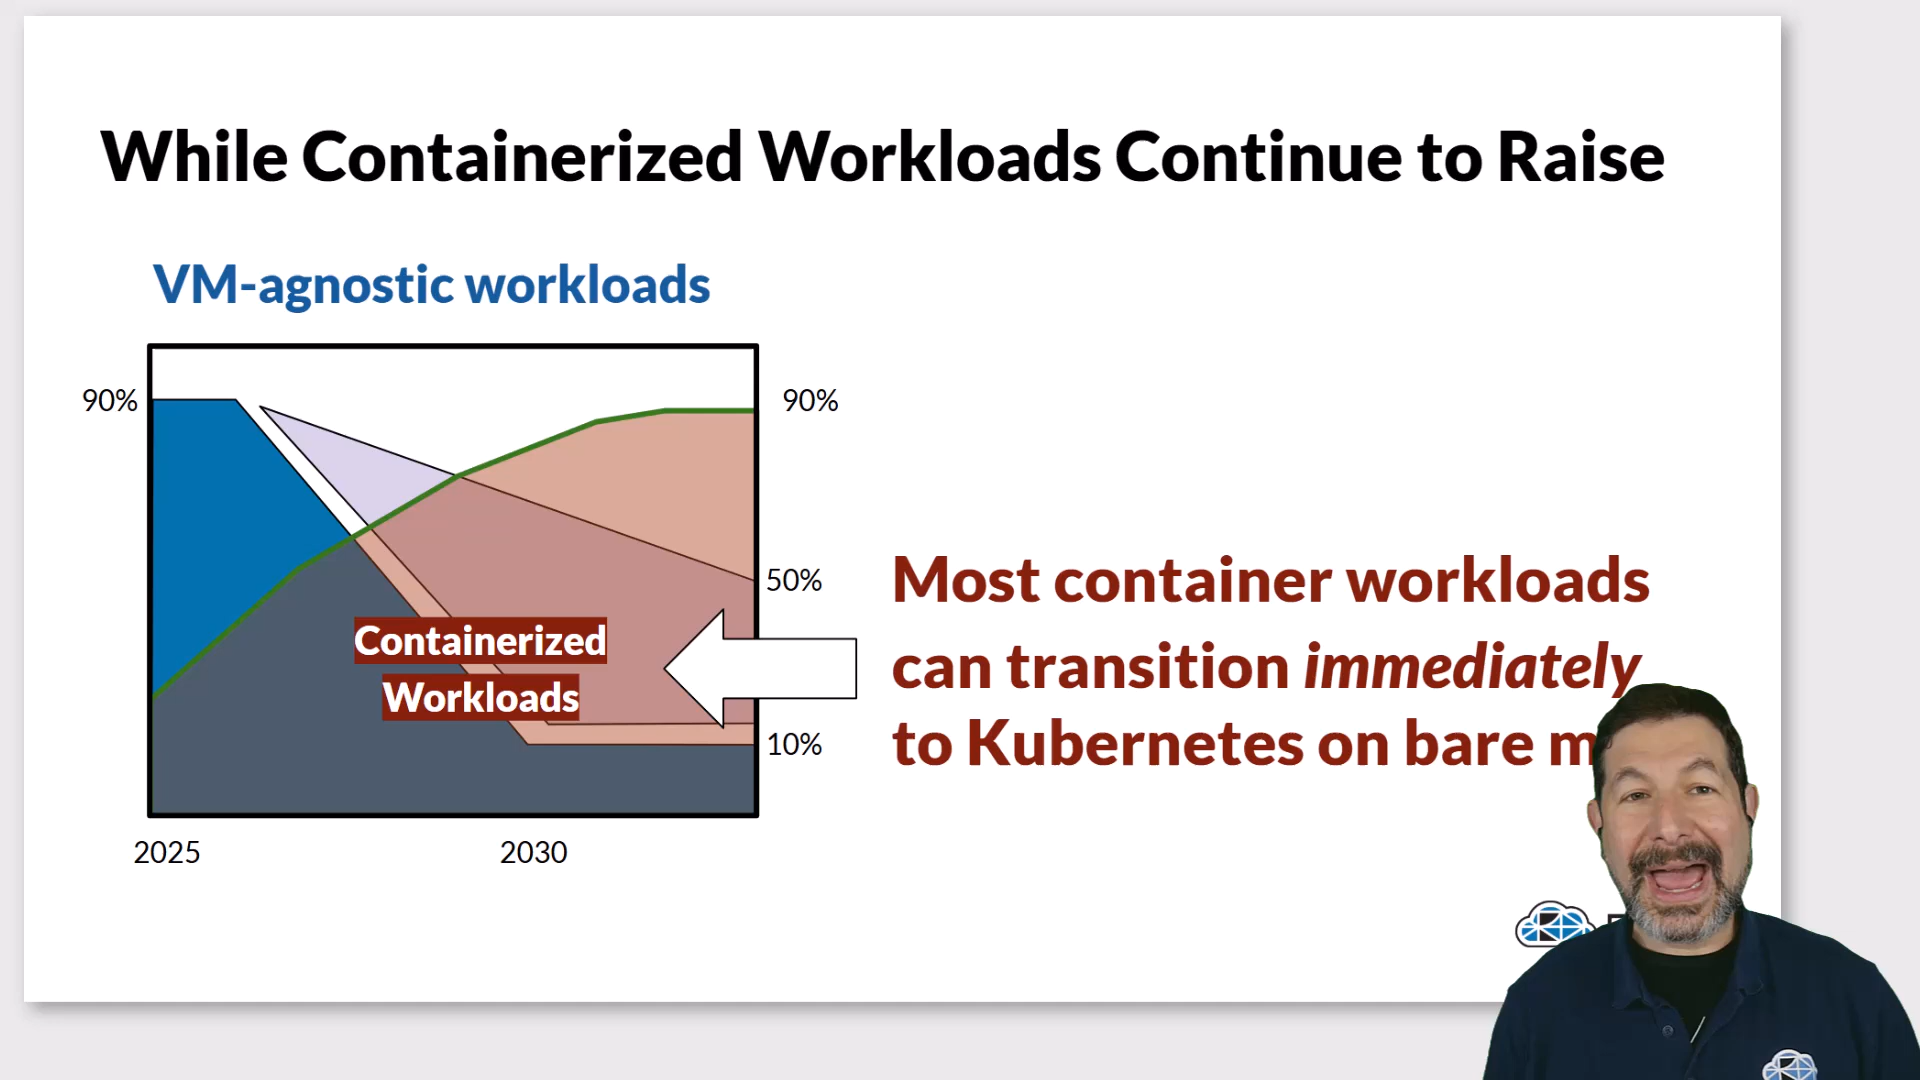 While Containerized Workloads Continue to Raise
VM-agnostic workloads
90%
90%
50%
Containerized
Workloads
10%
2025
2030
Most container workloads
can transition immediately
to Kubernetes on bare